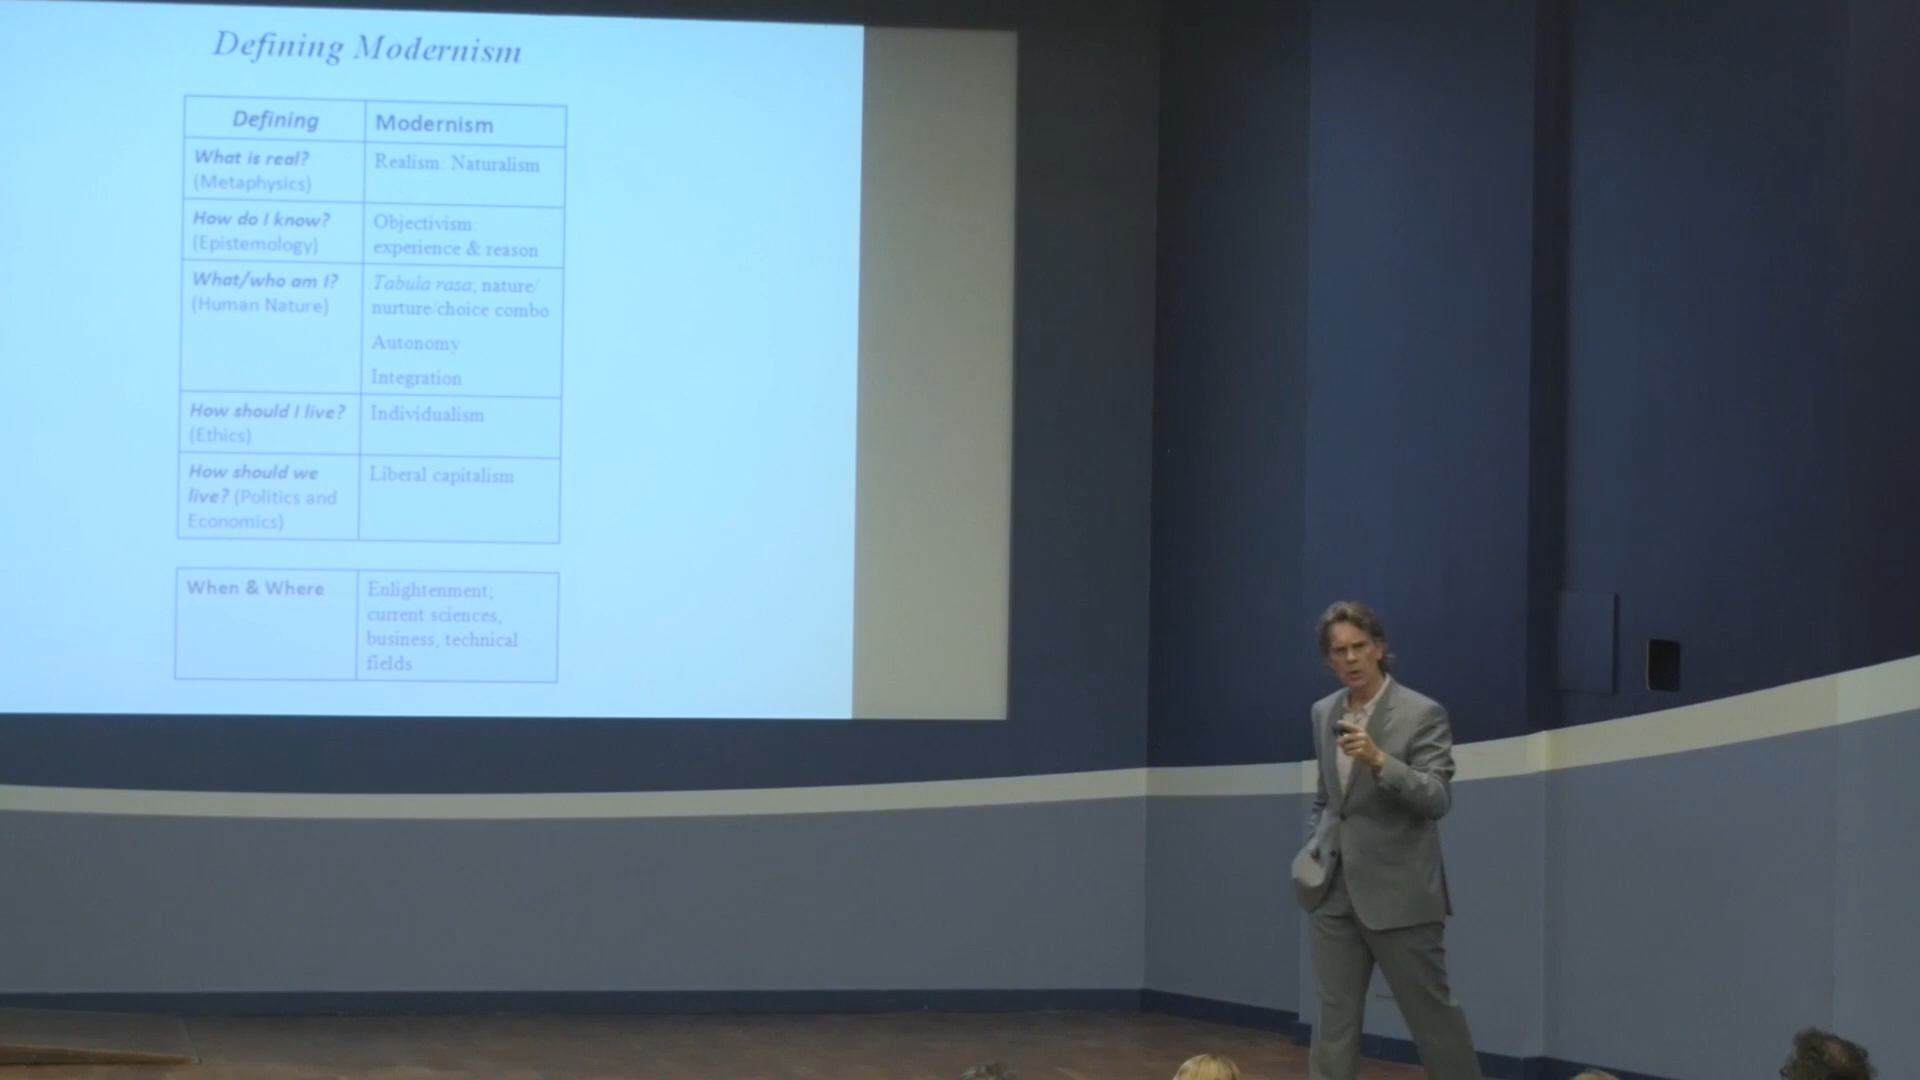 Defining Modernism
Defining
Modernism
What is real?
(Metaphysics)
Realism: Naturalism
How do I know?
(Epistemology)
Objectivism:
experience & reason
What/who am I?
(Human Nature)
Tabula rasa; nature/
nurture/choice combo
Autonomy
Integration
How should I live?
(Ethics)
Individualism
How should we
live? (Politics and
Economics)
Liberal capitalism
When & Where
Enlightenment;
current sciences,
business, technical
fields